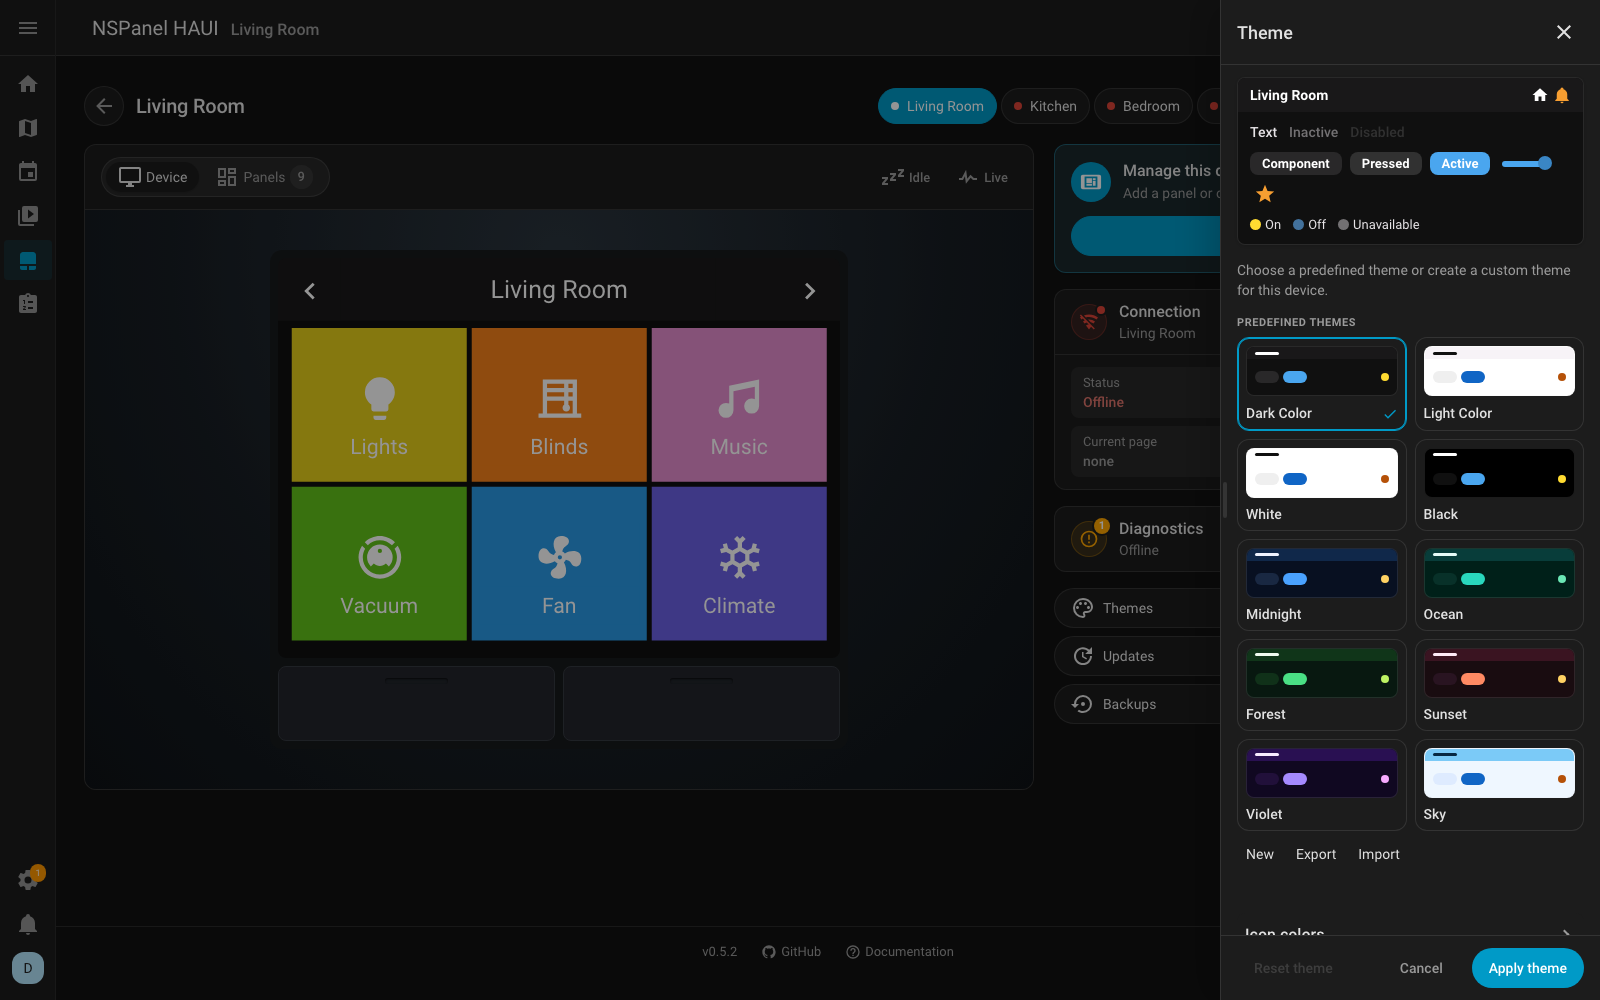 NSPanel HAUI Living Room
Living Room
Living Room
Kitchen
Bedroom
Device
Panels 9
Idle
Live
Living Room
Lights
Blinds
Music
Vacuum
Fan
Climate
Manage this
Add a panel or
Connection
Living Room
Status
Offline
Current page
none
1
Diagnostics
Offline
Themes
Updates
Backups
1
D
v0.5.2
GitHub
Documentation
Theme
Living Room
Text Inactive Disabled
Component Pressed Active
On Off Unavailable
Choose a predefined theme or create a custom theme
for this device.
PREDEFINED THEMES
Dark Color
Light Color
White
Black
Midnight
Ocean
Forest
Sunset
Violet
Sky
New Export Import
Icon colors
Reset theme Cancel Apply theme